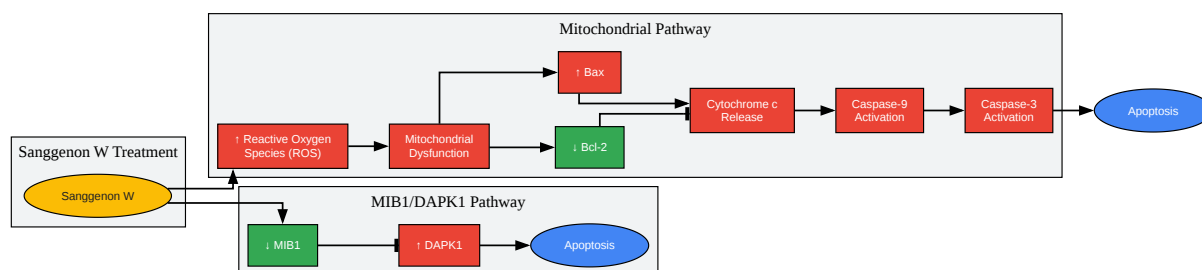 Mitochondrial Pathway
↑ Bax
Cytochrome c
Release
Caspase-9
Activation
Caspase-3
Activation
Apoptosis
↑ Reactive Oxygen
Species (ROS)
Mitochondrial
Dysfunction
↓ Bcl-2
Sanggenon W Treatment
Sanggenon W
MIB1/DAPK1 Pathway
↓ MIB1
↑ DAPK1
Apoptosis